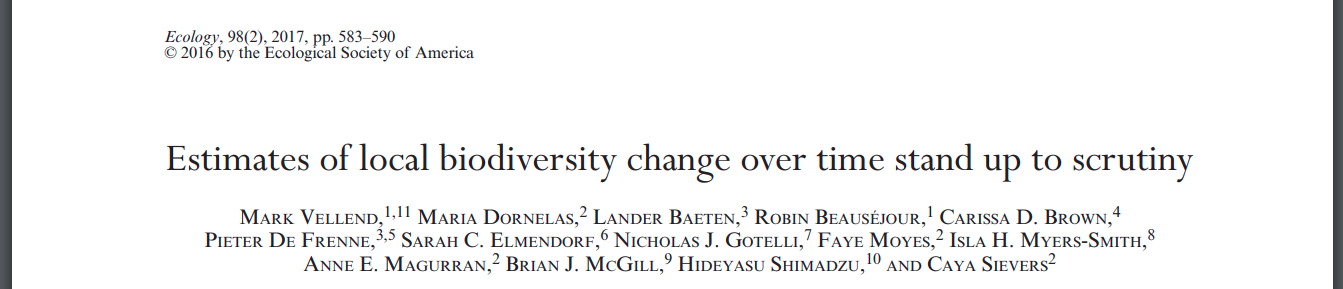 Ecology, 98(2), 2017, pp. 583–590
© 2016 by the Ecological Society of America
Estimates of local biodiversity change over time stand up to scrutiny
Mark Vellend,1,11 Maria Dornelas,2 Lander Baeten,3 Robin Beauséjour,1 Carissa D. Brown,4
Pieter De Frenne,3,5 Sarah C. Elmendorf,6 Nicholas J. Gotelli,7 Faye Moyes,2 Isla H. Myers-Smith,8
Anne E. Magurran,2 Brian J. McGill,9 Hideyasu Shimadzu,10 and Caya Sievers2